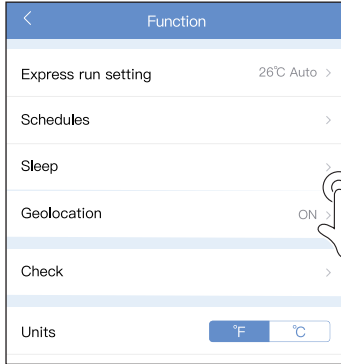 Function
Express run setting 26℃ Auto
Schedules
Sleep
Geolocation ON
Check
Units ℉ ℃